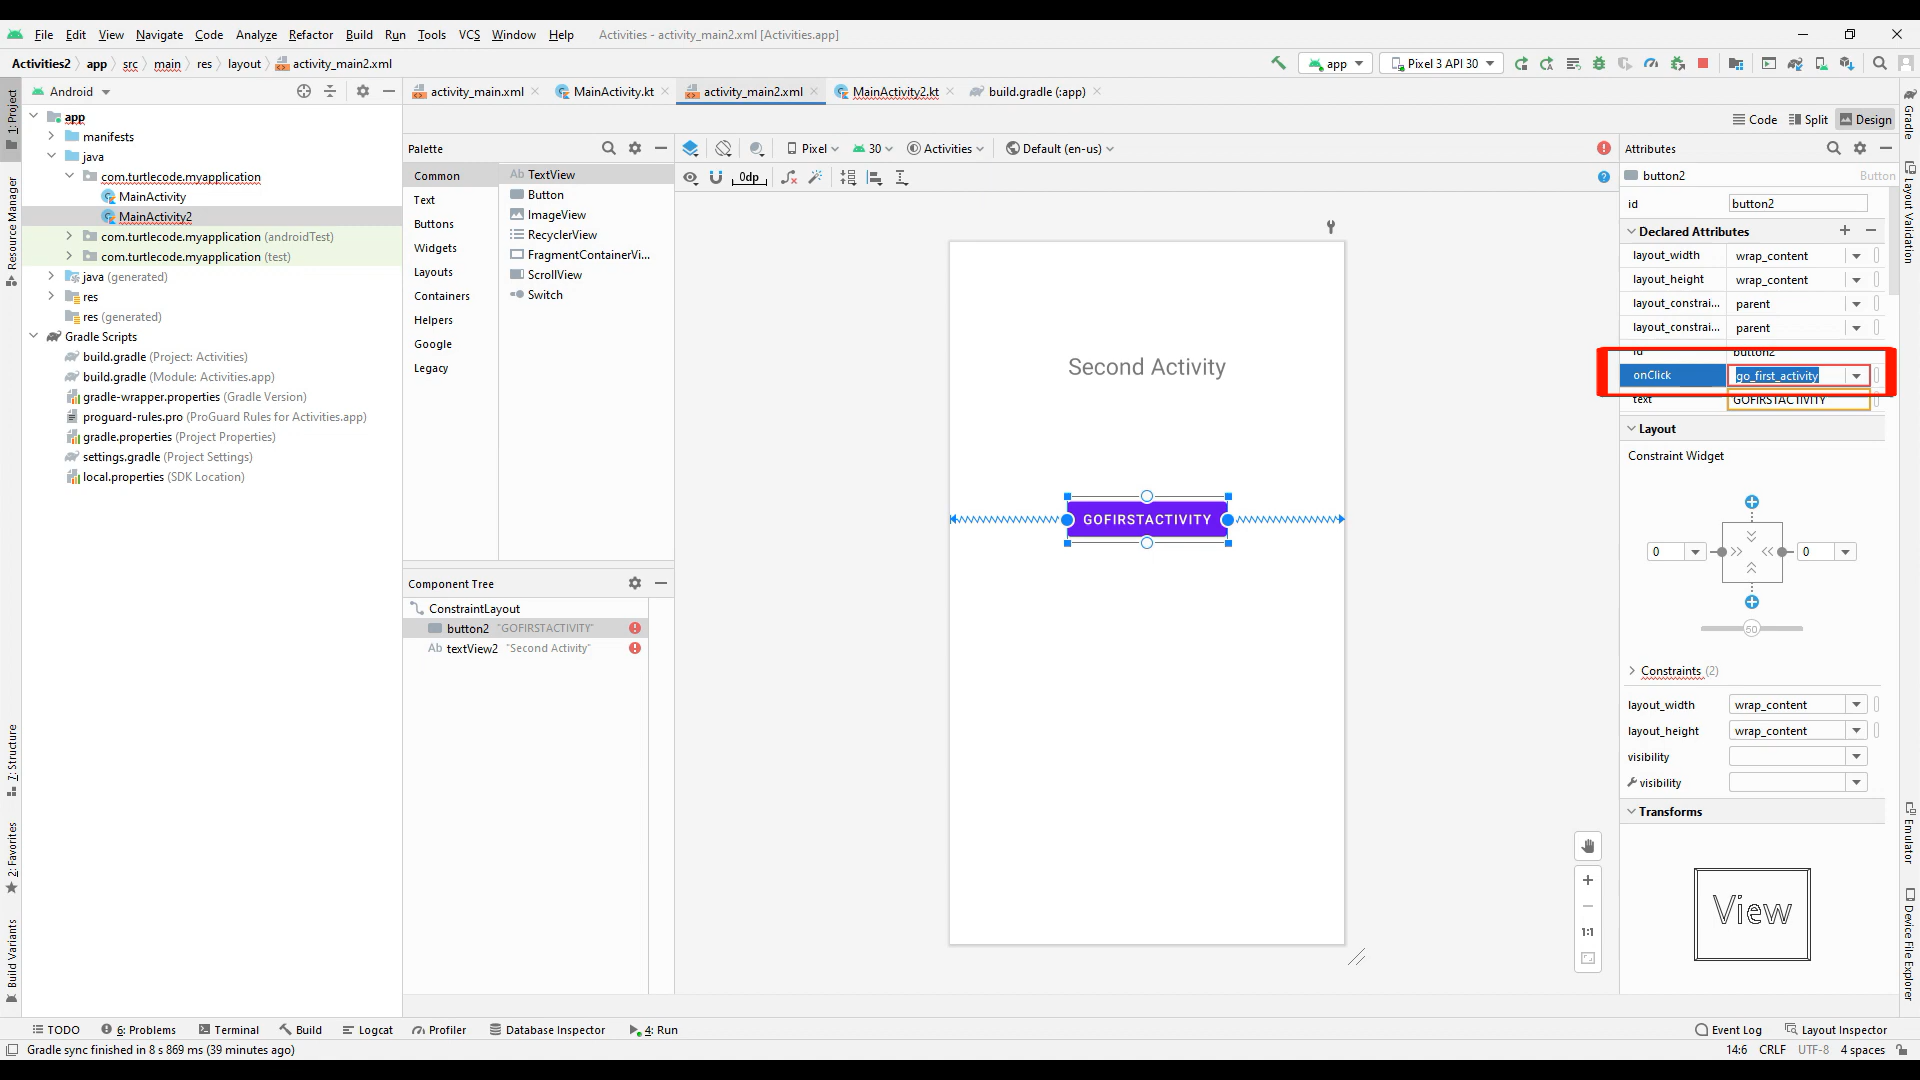 File Edit View Navigate Code Analyze Refactor Build Run Tools VCS Window Help Activities - activity_main2.xml [Activities.app]
Activities2 app src main res layout activity_main2.xml app Pixel 3 API 30
1: Project
Resource Manager
7: Structure
2: Favorites
Build Variants
Android
app
manifests
java
com.turtlecode.myapplication
MainActivity
MainActivity2
com.turtlecode.myapplication (androidTest)
com.turtlecode.myapplication (test)
java (generated)
res
res (generated)
Gradle Scripts
build.gradle (Project: Activities)
build.gradle (Module: Activities.app)
gradle-wrapper.properties (Gradle Version)
proguard-rules.pro (ProGuard Rules for Activities.app)
gradle.properties (Project Properties)
settings.gradle (Project Settings)
local.properties (SDK Location)
activity_main.xml MainActivity.kt activity_main2.xml MainActivity2.kt build.gradle (:app)
Code Split Design
Palette
Common
Text
Buttons
Widgets
Layouts
Containers
Helpers
Google
Legacy
Ab TextView
Button
ImageView
RecyclerView
FragmentContainerVi...
ScrollView
Switch
Component Tree
ConstraintLayout
button2 "GOFIRSTACTIVITY"
Ab textView2 "Second Activity"
Pixel 30 Activities Default (en-us)
0dp
Second Activity
GOFIRSTACTIVITY
1:1
Attributes
button2 Button
id button2
Declared Attributes
layout_width wrap_content
layout_height wrap_content
layout_constrai... parent
layout_constrai... parent
id button2
onClick go_first_activity
text GOFIRSTACTIVITY
Layout
Constraint Widget
0 0
50
Constraints (2)
layout_width wrap_content
layout_height wrap_content
visibility
visibility
Transforms
View
Gradle
Layout Validation
Emulator
Device File Explorer
TODO 6: Problems Terminal Build Logcat Profiler Database Inspector 4: Run Event Log Layout Inspector
Gradle sync finished in 8 s 869 ms (39 minutes ago) 14:6 CRLF UTF-8 4 spaces